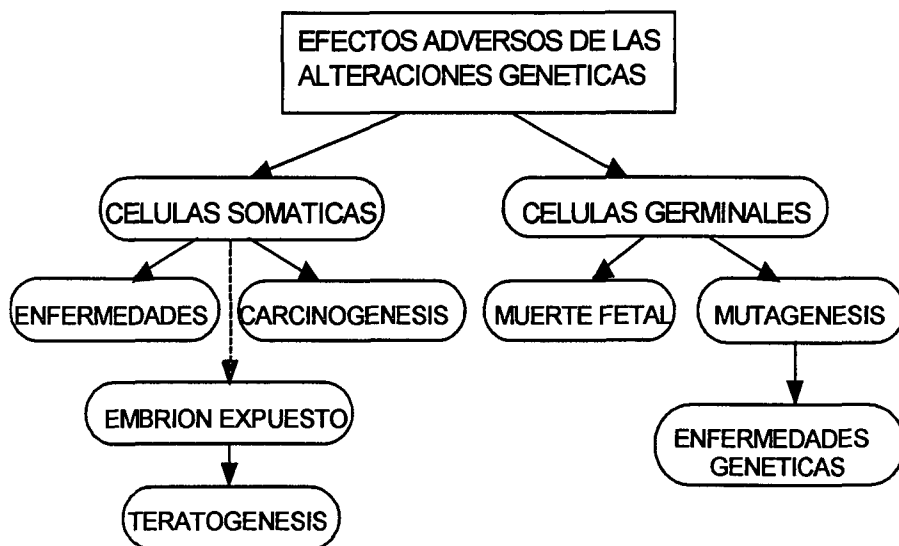 EFECTOS ADVERSOS DE LAS
ALTERACIONES GENETICAS
CELULAS SOMATICAS
CELULAS GERMINALES
ENFERMEDADES
CARCINOGENESIS
MUERTE FETAL
MUTAGENESIS
EMBRION EXPUESTO
ENFERMEDADES
GENETICAS
TERATOGENESIS